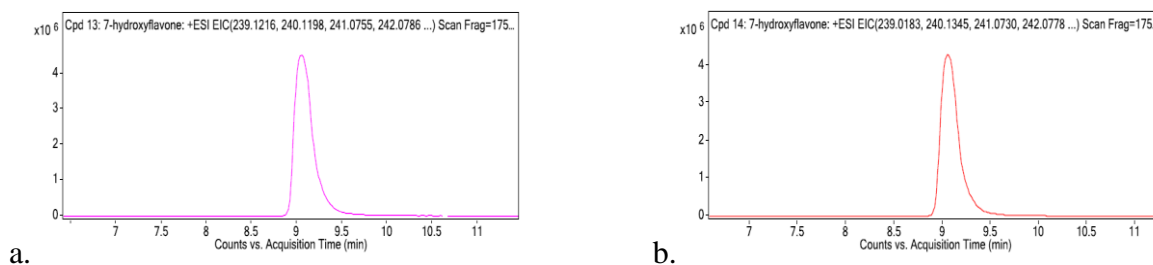 x10 6 Cpd 13: 7-hydroxyflavone: +ESI EIC(239.1216, 240.1198, 241.0755, 242.0786 ...) Scan Frag=175...
4
3
2
1
0
7 7.5 8 8.5 9 9.5 10 10.5 11
Counts vs. Acquisition Time (min)
a.
x10 6 Cpd 14: 7-hydroxyflavone: +ESI EIC(239.0183, 240.1345, 241.0730, 242.0778 ...) Scan Frag=175...
4
3
2
1
0
7 7.5 8 8.5 9 9.5 10 10.5 11
Counts vs. Acquisition Time (min)
b.